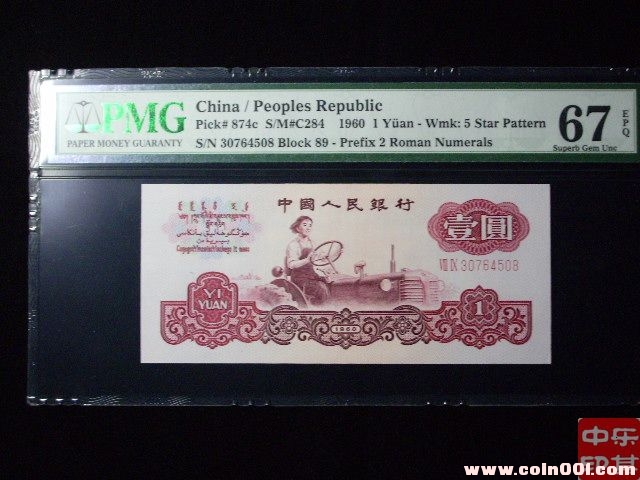 PMG
PAPER MONEY GUARANTY
China / Peoples Republic
Pick# 874c S/M#C284 1960 1 Yüan - Wmk: 5 Star Pattern
S/N 30764508 Block 89 - Prefix 2 Roman Numerals
67 EPQ
Superb Gem Unc
中國人民銀行
壹圓
VIII IX 30764508
YI
YUAN
1960
1
www.coin001.com